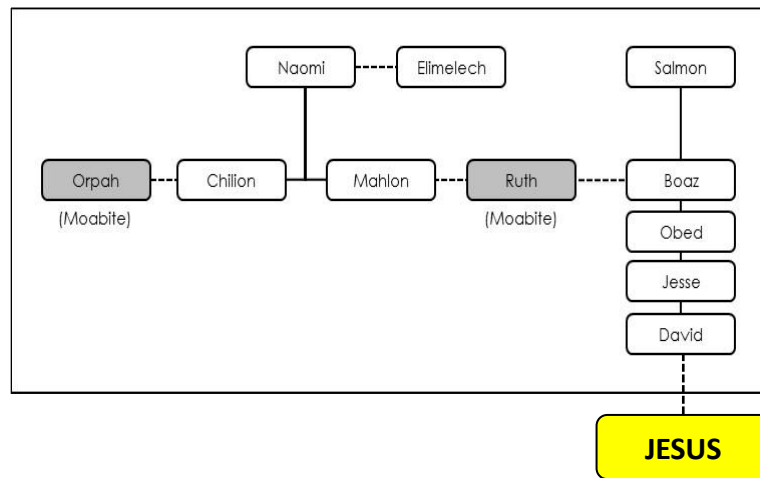 Naomi Elimelech Salmon
Orpah Chilion Mahlon Ruth Boaz
(Moabite) (Moabite)
Obed
Jesse
David
JESUS